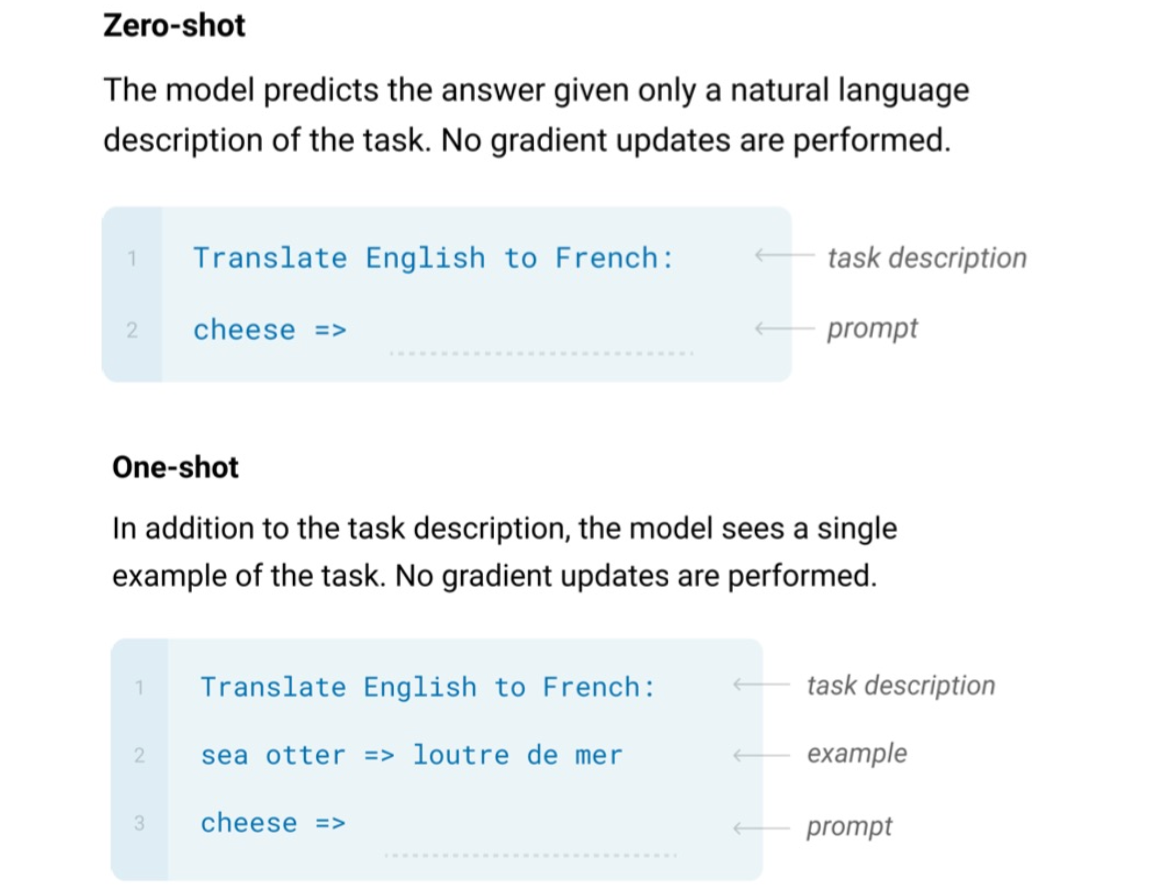 Zero-shot
The model predicts the answer given only a natural language
description of the task. No gradient updates are performed.
1 Translate English to French: ← task description
2 cheese => ← prompt
One-shot
In addition to the task description, the model sees a single
example of the task. No gradient updates are performed.
1 Translate English to French: ← task description
2 sea otter => loutre de mer ← example
3 cheese => ← prompt